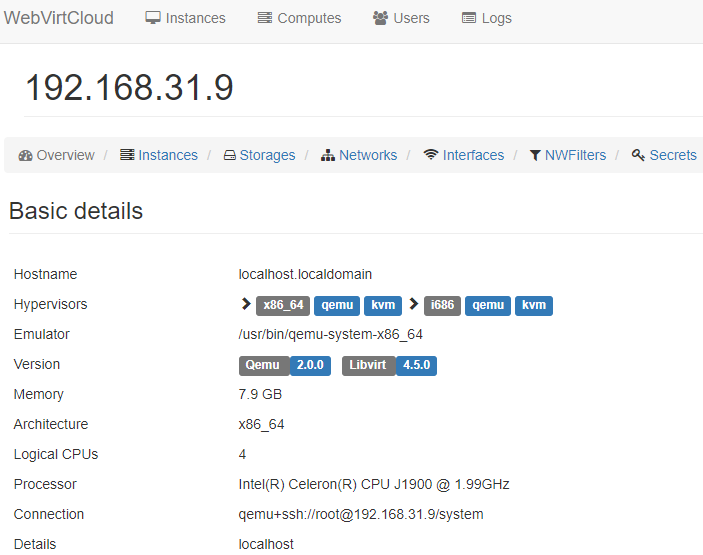 WebVirtCloud Instances Computes Users Logs
192.168.31.9
Overview / Instances / Storages / Networks / Interfaces / NWFilters / Secrets
Basic details
Hostname localhost.localdomain
Hypervisors x86_64 qemu kvm i686 qemu kvm
Emulator /usr/bin/qemu-system-x86_64
Version Qemu 2.0.0 Libvirt 4.5.0
Memory 7.9 GB
Architecture x86_64
Logical CPUs 4
Processor Intel(R) Celeron(R) CPU J1900 @ 1.99GHz
Connection qemu+ssh://root@192.168.31.9/system
Details localhost